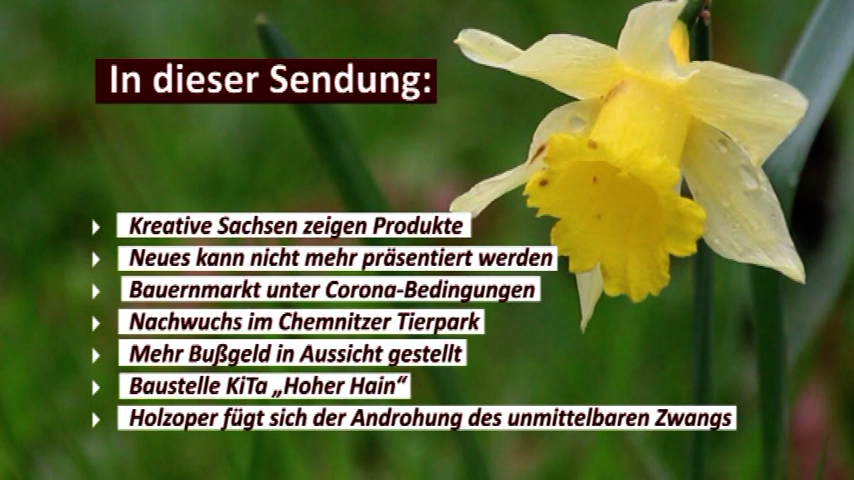 In dieser Sendung:
Kreative Sachsen zeigen Produkte
Neues kann nicht mehr präsentiert werden
Bauernmarkt unter Corona-Bedingungen
Nachwuchs im Chemnitzer Tierpark
Mehr Bußgeld in Aussicht gestellt
Baustelle KiTa „Hoher Hain“
Holzoper fügt sich der Androhung des unmittelbaren Zwangs